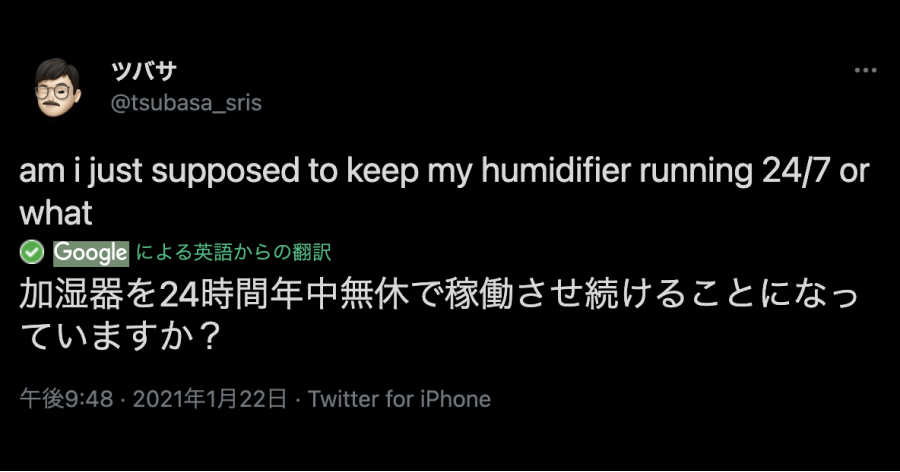 ツバサ
@tsubasa_sris
am i just supposed to keep my humidifier running 24/7 or
what
Google による英語からの翻訳
加湿器を24時間年中無休で稼働させ続けることになっ
ていますか？
午後9:48 · 2021年1月22日 · Twitter for iPhone